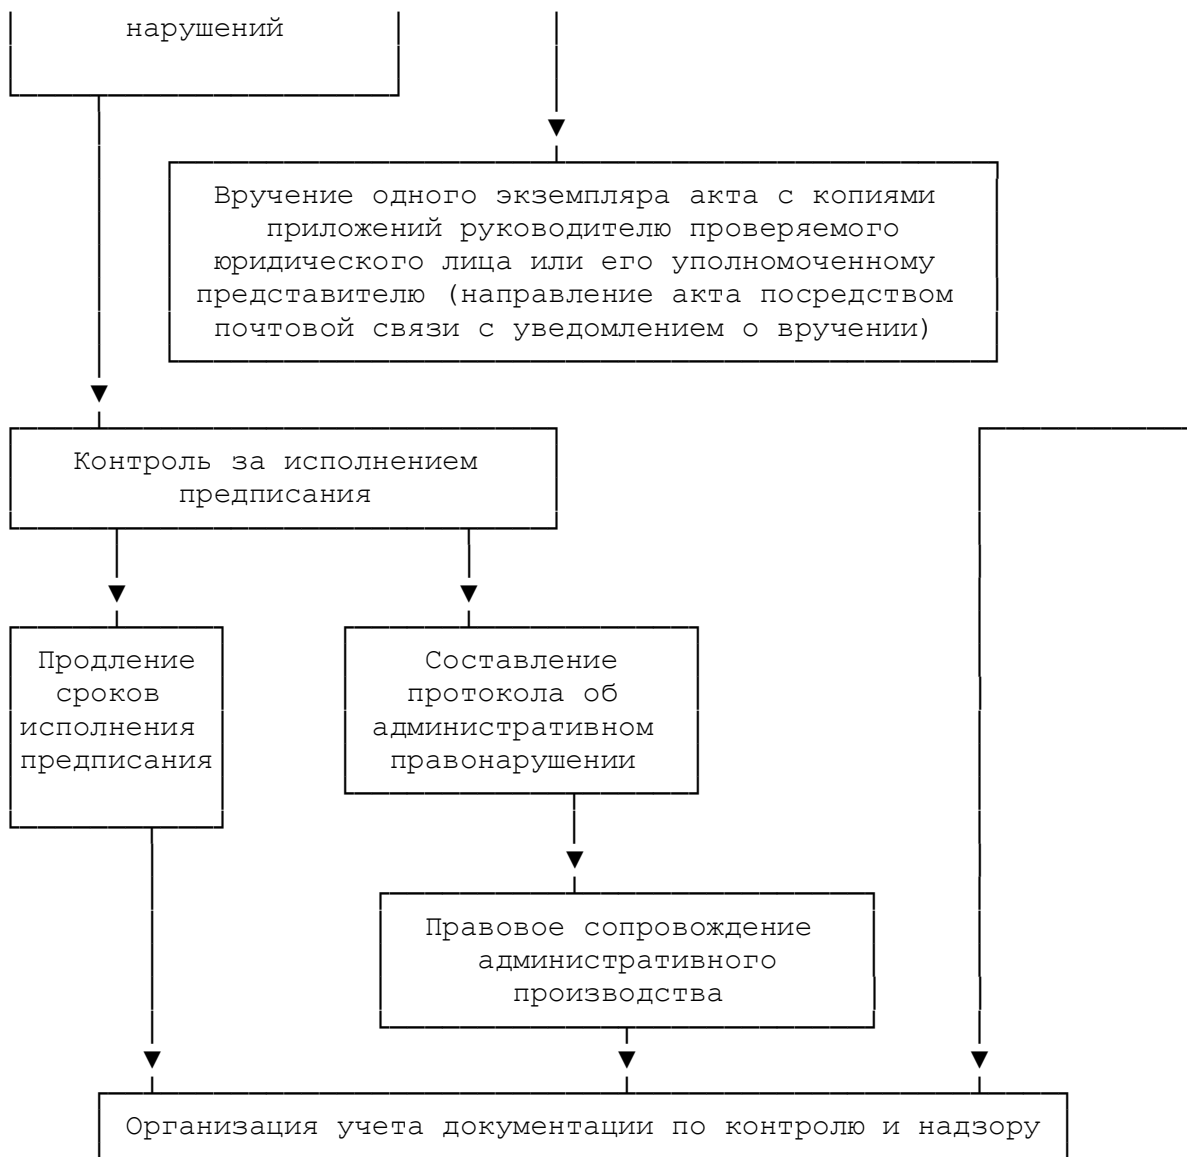 нарушений
Вручение одного экземпляра акта с копиями
приложений руководителю проверяемого
юридического лица или его уполномоченному
представителю (направление акта посредством
почтовой связи с уведомлением о вручении)
Контроль за исполнением
предписания
Продление
сроков
исполнения
предписания
Составление
протокола об
административном
правонарушении
Правовое сопровождение
административного
производства
Организация учета документации по контролю и надзору